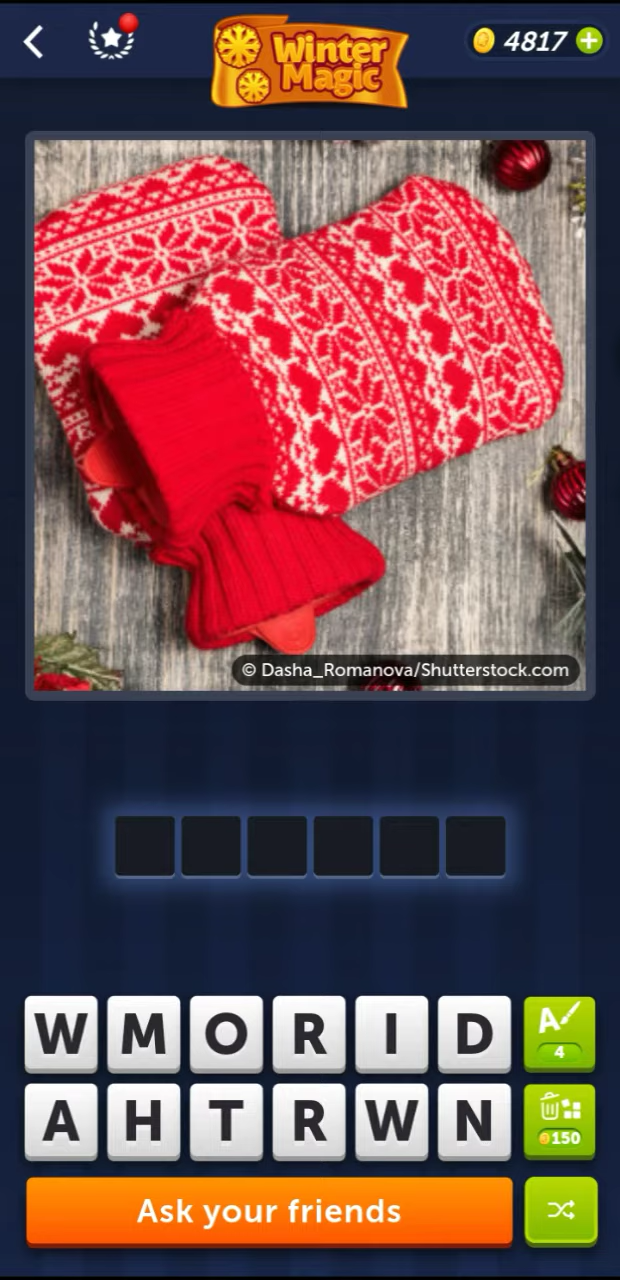 Winter
Magic
4817
© Dasha_Romanova/Shutterstock.com
W M O R I D
A
4
A H T R W N
150
Ask your friends